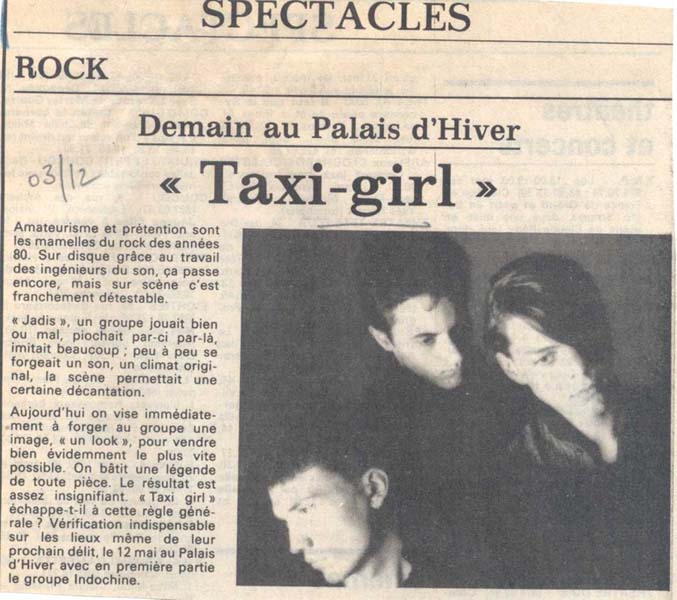 SPECTACLES
ROCK
Demain au Palais d'Hiver
03/12
« Taxi-girl »
Amateurisme et prétention sont
les mamelles du rock des années
80. Sur disque grâce au travail
des ingénieurs du son, ça passe
encore, mais sur scène c'est
franchement détestable.
« Jadis », un groupe jouait bien
ou mal, piochait par-ci par-là,
imitait beaucoup ; peu à peu se
forgeait un son, un climat origi-
nal, la scène permettait une
certaine décantation.
Aujourd'hui on vise immédiate-
ment à forger au groupe une
image, « un look », pour vendre
bien évidemment le plus vite
possible. On bâtit une légende
de toute pièce. Le résultat est
assez insignifiant. « Taxi girl »
échappe-t-il à cette règle géné-
rale ? Vérification indispensable
sur les lieux même de leur
prochain délit, le 12 mai au Palais
d'Hiver avec en première partie
le groupe Indochine.